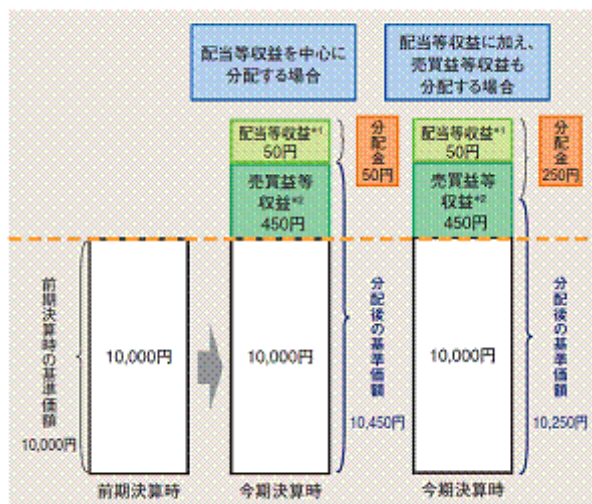 配当等収益を中心に
分配する場合
配当等収益に加え、
売買益等収益も
分配する場合
配当等収益*1
50円
売買益等
収益*2
450円
分配金
50円
配当等収益*1
50円
売買益等
収益*2
450円
分配金
250円
前期決算時の基準価額
10,000円
10,000円
10,000円
分配後の基準価額
10,450円
10,000円
分配後の基準価額
10,250円
前期決算時
今期決算時
今期決算時